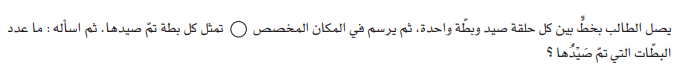 يصل الطالب بخطٍّ بين كل حلقة صيد وبطّة واحدة، ثم يرسم في المكان المخصص ◯ تمثل كل بطة تمّ صيدها. ثم اسأله : ما عدد
البطّات التي تمّ صَيْدُها ؟